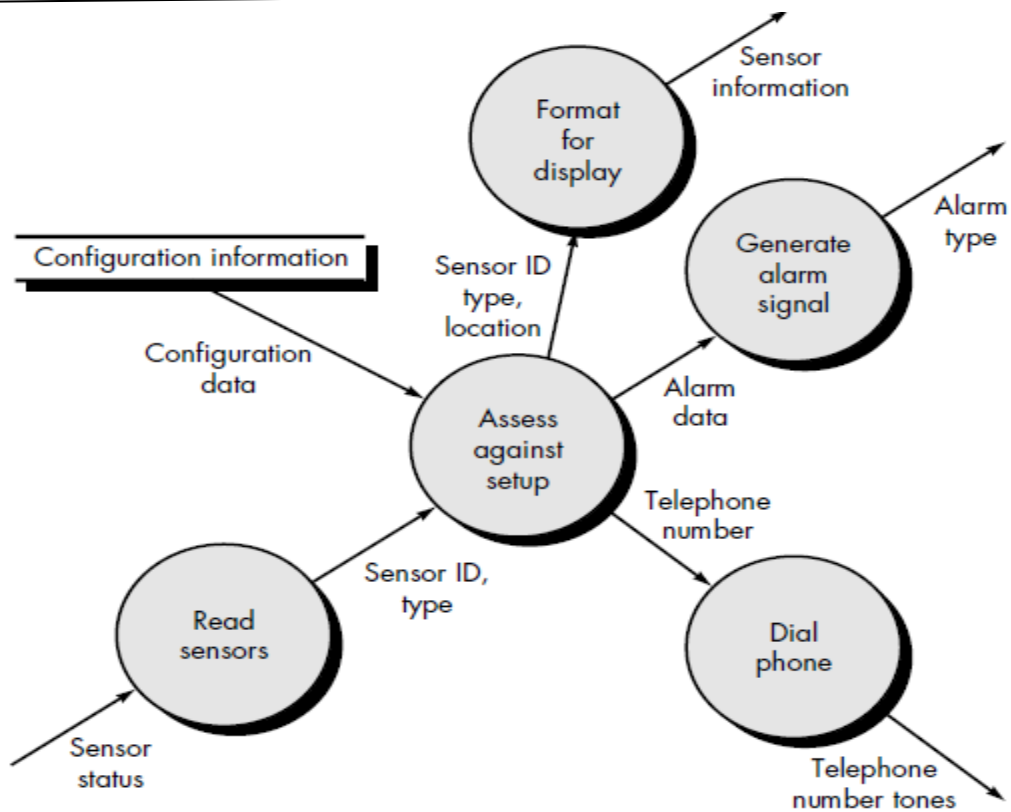 Sensor
information
Format
for
display
Alarm
type
Generate
alarm
signal
Configuration information
Sensor ID
type,
location
Configuration
data
Alarm
data
Assess
against
setup
Telephone
number
Sensor ID,
type
Read
sensors
Dial
phone
Sensor
status
Telephone
number tones